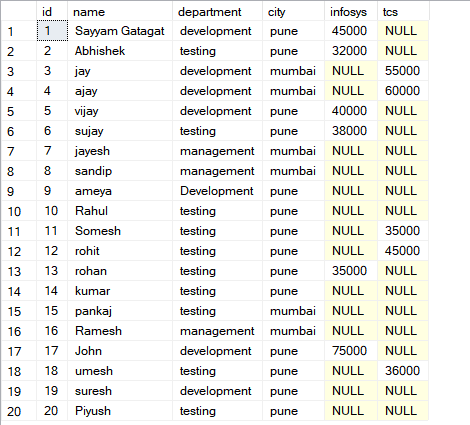 id name department city infosys tcs
1 1 Sayyam Gatagat development pune 45000 NULL
2 2 Abhishek testing pune 32000 NULL
3 3 jay development mumbai NULL 55000
4 4 ajay development mumbai NULL 60000
5 5 vijay development pune 40000 NULL
6 6 sujay testing pune 38000 NULL
7 7 jayesh management mumbai NULL NULL
8 8 sandip management mumbai NULL NULL
9 9 ameya Development pune NULL NULL
10 10 Rahul testing pune NULL NULL
11 11 Somesh testing pune NULL 35000
12 12 rohit testing pune NULL 45000
13 13 rohan testing pune 35000 NULL
14 14 kumar testing pune NULL NULL
15 15 pankaj testing mumbai NULL NULL
16 16 Ramesh management mumbai NULL NULL
17 17 John development pune 75000 NULL
18 18 umesh testing pune NULL 36000
19 19 suresh development pune NULL NULL
20 20 Piyush testing pune NULL NULL